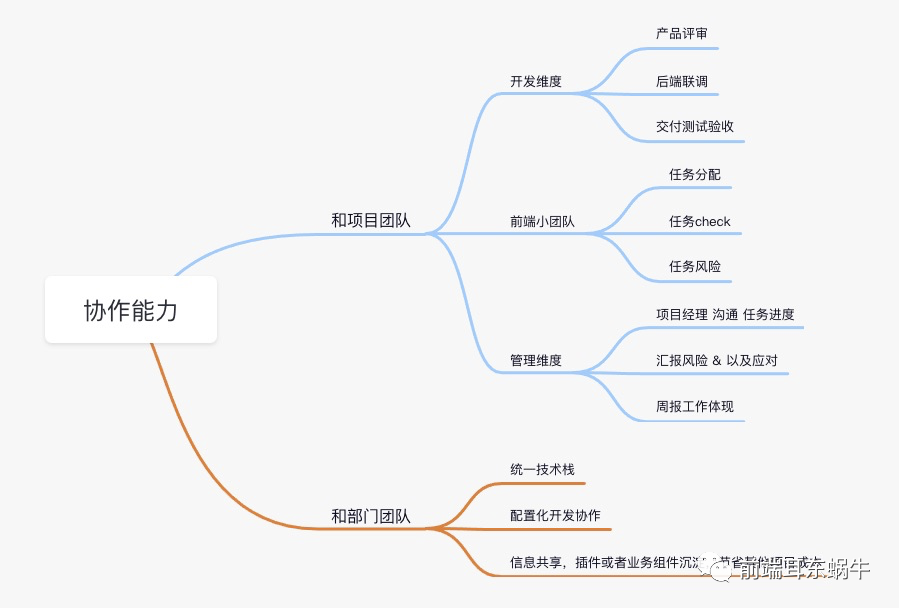 协作能力
和项目团队
开发维度
产品评审
后端联调
交付测试验收
前端小团队
任务分配
任务check
任务风险
管理维度
项目经理 沟通 任务进度
汇报风险 & 以及应对
周报工作体现
和部门团队
统一技术栈
配置化开发协作
信息共享，插件或者业务组件沉淀
前端耳东蜗牛